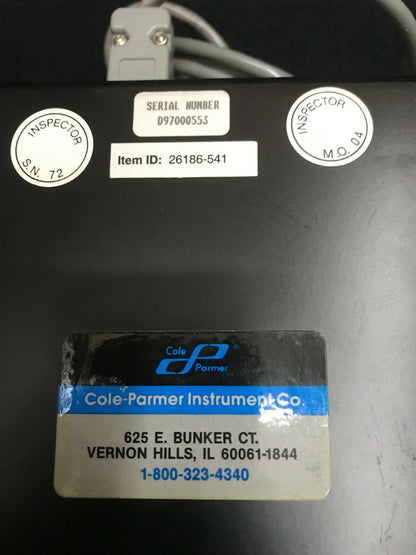 SERIAL NUMBER
D97000553
INSPECTOR
S.N. 72
INSPECTOR
M.O. 04
Item ID: 26186-541
Cole
Parmer
®
Cole-Parmer Instrument Co.
625 E. BUNKER CT.
VERNON HILLS, IL 60061-1844
1-800-323-4340